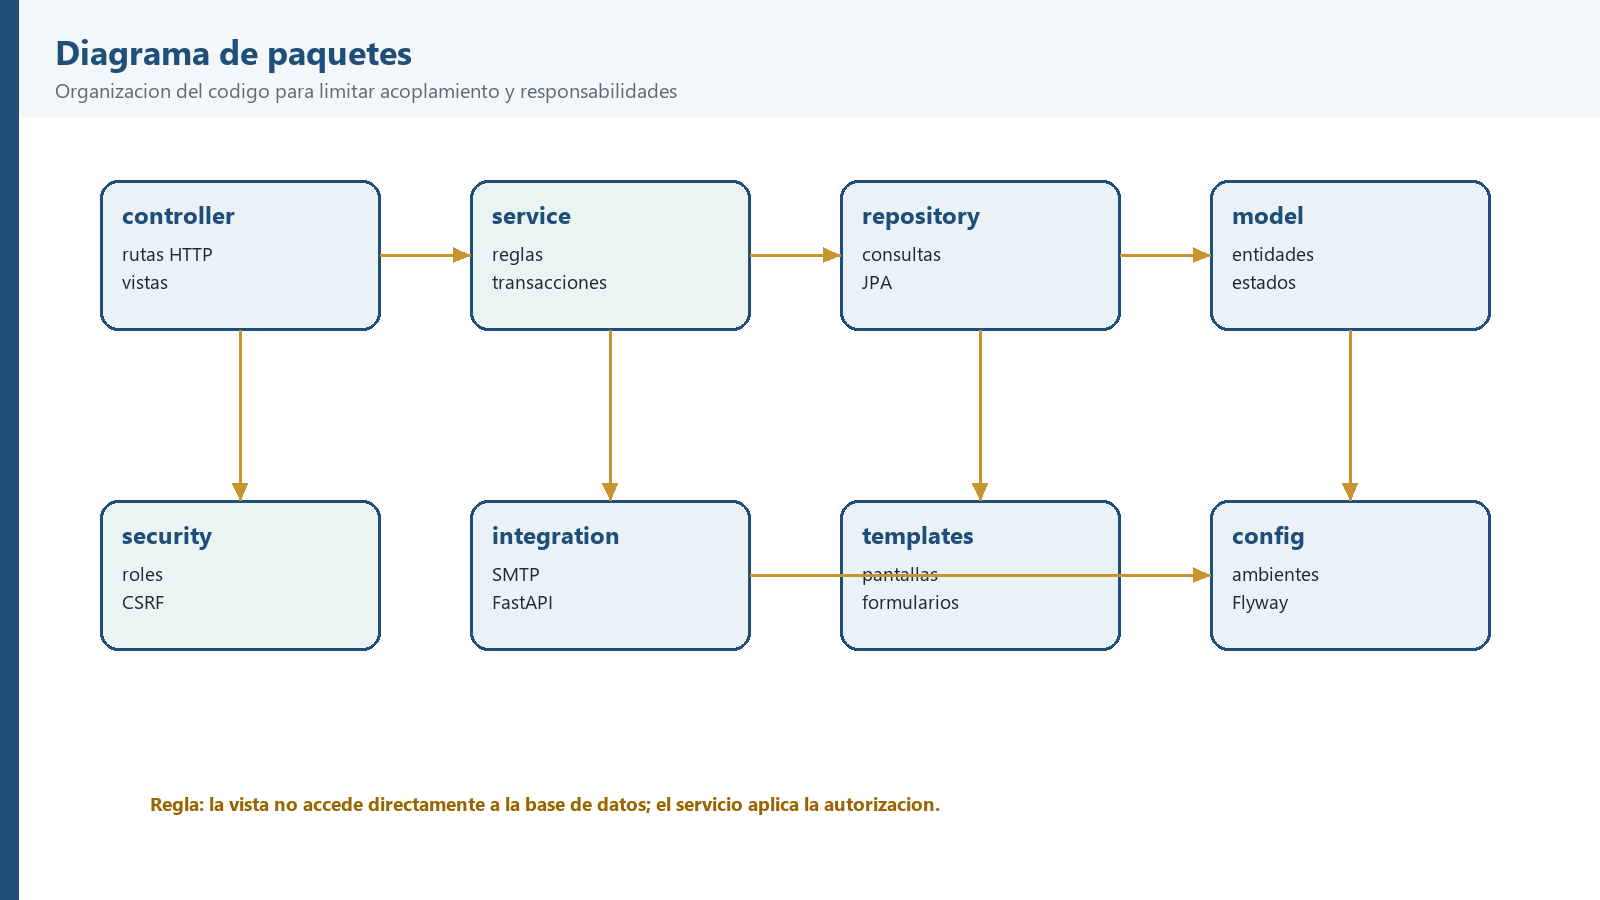 Diagrama de paquetes
Organizacion del codigo para limitar acoplamiento y responsabilidades
controller
rutas HTTP
vistas
service
reglas
transacciones
repository
consultas
JPA
model
entidades
estados
security
roles
CSRF
integration
SMTP
FastAPI
templates
pantallas
formularios
config
ambientes
Flyway
Regla: la vista no accede directamente a la base de datos; el servicio aplica la autorizacion.